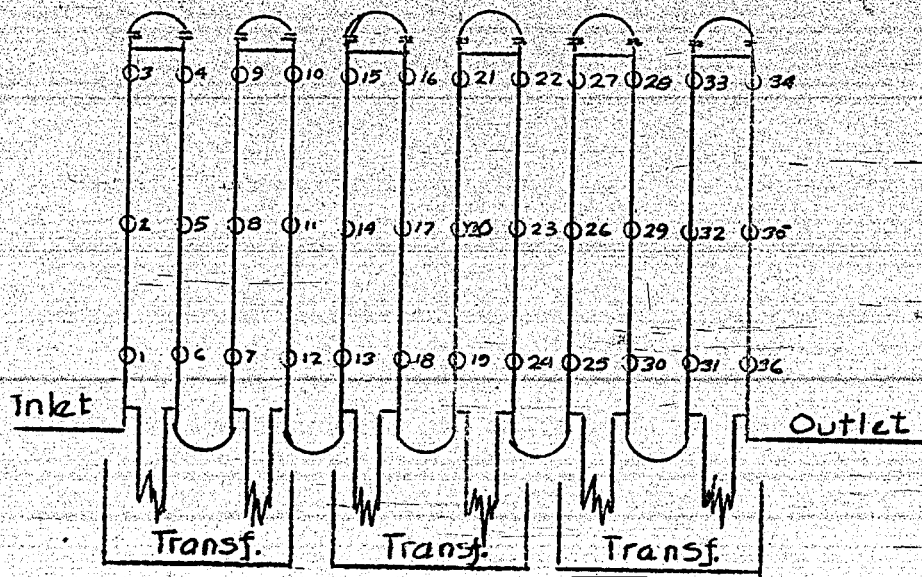 3 4 9 10 15 16 21 22 27 28 33 34
2 5 8 11 14 17 20 23 26 29 32 35
1 6 7 12 13 18 19 24 25 30 31 36
Inlet
Outlet
Transf. Transf. Transf.